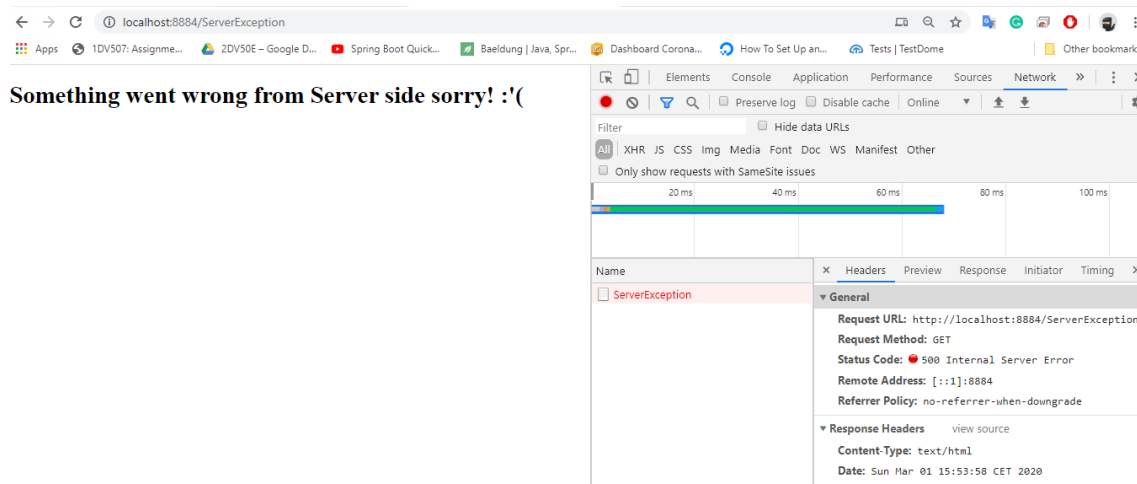 localhost:8884/ServerException
Apps 1DV507: Assignme... 2DV50E – Google D... Spring Boot Quick... Baeldung | Java, Spr... Dashboard Corona... How To Set Up an... Tests | TestDome Other bookmark
Something went wrong from Server side sorry! :'(
Elements Console Application Performance Sources Network »
Preserve log Disable cache Online
Filter Hide data URLs
All XHR JS CSS Img Media Font Doc WS Manifest Other
Only show requests with SameSite issues
20 ms 40 ms 60 ms 80 ms 100 ms
Name
ServerException
× Headers Preview Response Initiator Timing
General
Request URL: http://localhost:8884/ServerException
Request Method: GET
Status Code: 500 Internal Server Error
Remote Address: [::1]:8884
Referrer Policy: no-referrer-when-downgrade
Response Headers view source
Content-Type: text/html
Date: Sun Mar 01 15:53:58 CET 2020